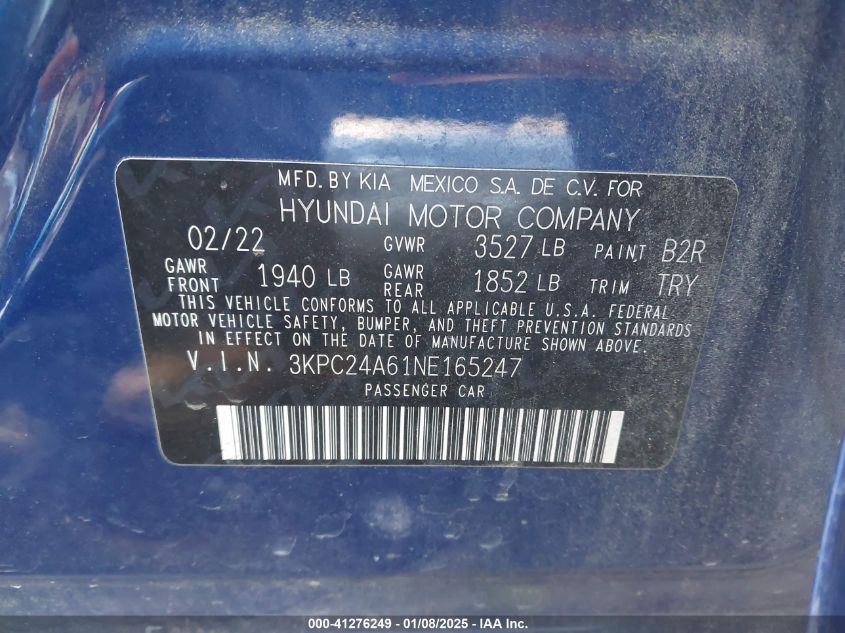 MFD. BY KIA MEXICO S.A. DE C.V. FOR
HYUNDAI MOTOR COMPANY
02/22 GVWR 3527 LB PAINT B2R
GAWR FRONT 1940 LB GAWR REAR 1852 LB TRIM TRY
THIS VEHICLE CONFORMS TO ALL APPLICABLE U.S.A. FEDERAL
MOTOR VEHICLE SAFETY, BUMPER, AND THEFT PREVENTION STANDARDS
IN EFFECT ON THE DATE OF MANUFACTURE SHOWN ABOVE.
V.I.N. 3KPC24A61NE165247
PASSENGER CAR
000-41276249 - 01/08/2025 - IAA Inc.